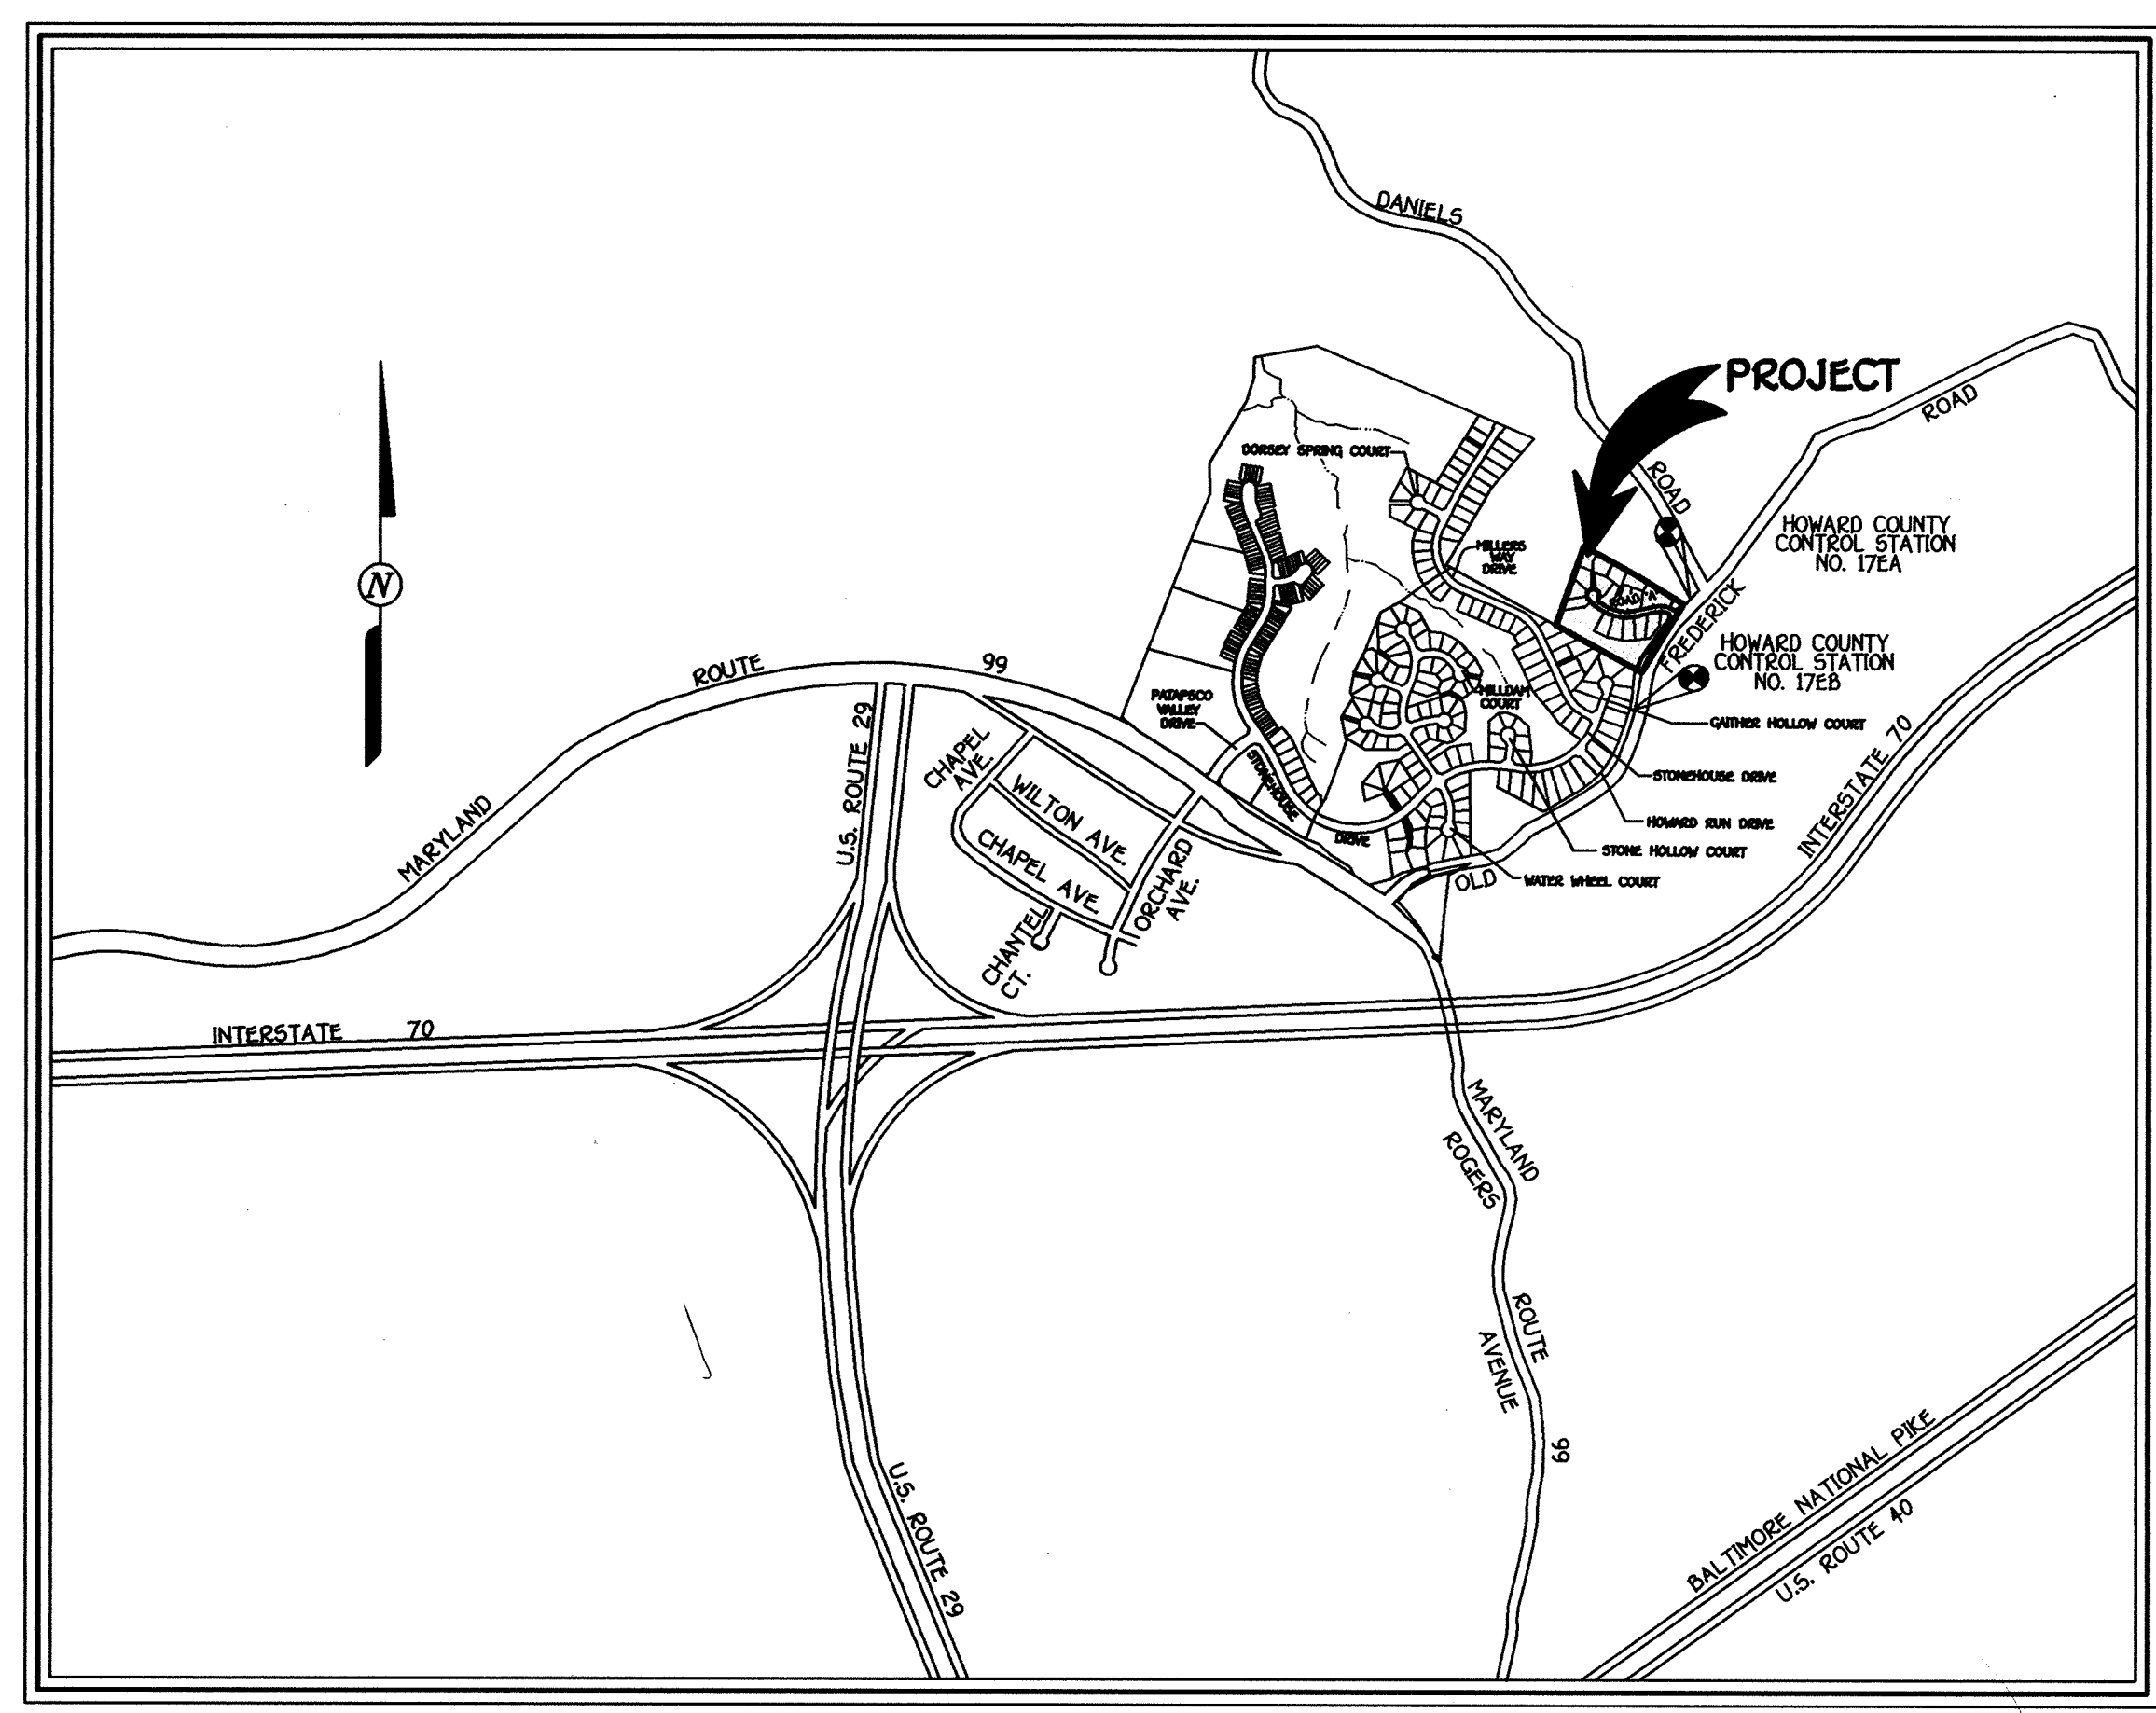 DANIELS
ROAD
PROJECT
ROAD
DORSEY SPRING COURT
HOWARD COUNTY
CONTROL STATION
NO. 17EA
MILLERS
WAY
DRIVE
ROAD "A"
FREDERICK
HOWARD COUNTY
CONTROL STATION
NO. 17EB
N
ROUTE
99
PATAPSCO
VALLEY
DRIVE
MILLDAM
COURT
GAITHER HOLLOW COURT
U.S. ROUTE 29
CHAPEL
AVE.
STONEHOUSE
DRIVE
STONEHOUSE DRIVE
INTERSTATE 70
WILTON AVE.
MARYLAND
HOWARD RUN DRIVE
STONE HOLLOW COURT
CHAPEL AVE.
ORCHARD
AVE.
OLD
WATER WHEEL COURT
CHANTEL
CT.
INTERSTATE 70
MARYLAND
ROGERS
ROUTE
AVENUE
99
U.S. ROUTE 29
BALTIMORE NATIONAL PIKE
U.S. ROUTE 40